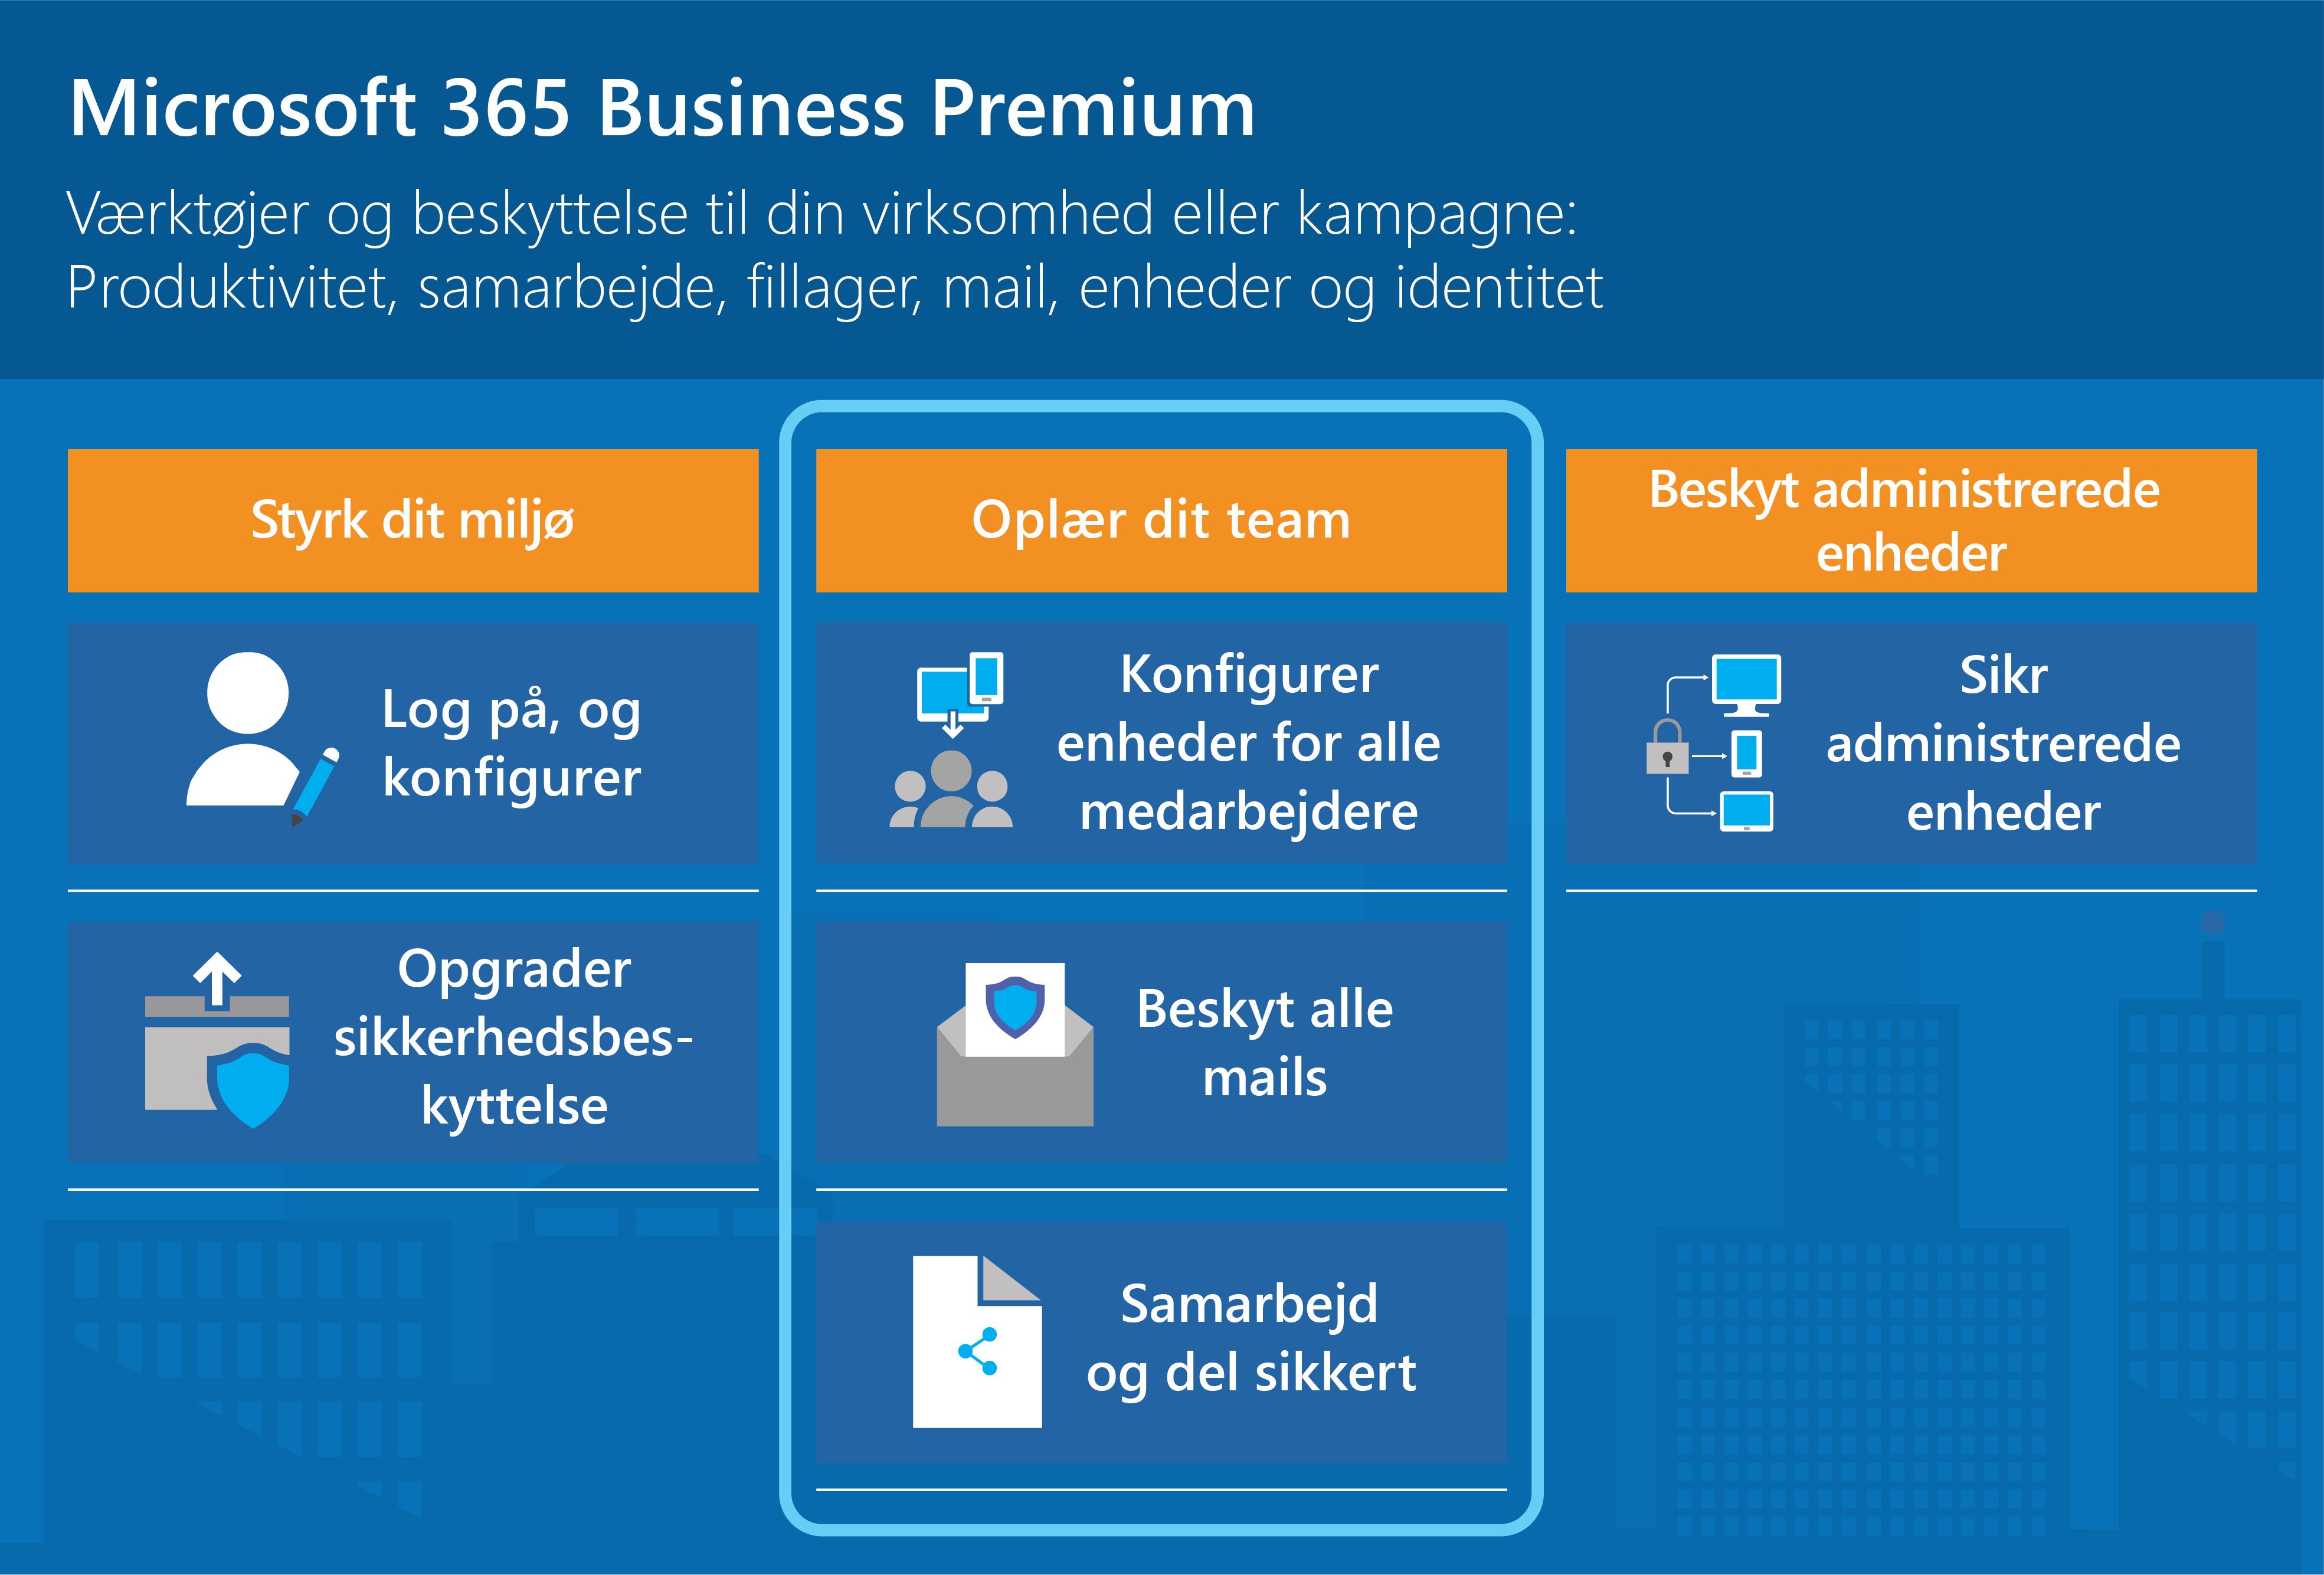 Microsoft 365 Business Premium
Værktøjer og beskyttelse til din virksomhed eller kampagne:
Produktivitet, samarbejde, fillager, mail, enheder og identitet
Styrk dit miljø
Log på, og
konfigurer
Opgrader
sikkerhedsbes-
kyttelse
Oplær dit team
Konfigurer
enheder for alle
medarbejdere
Beskyt alle
mails
Samarbejd
og del sikkert
Beskyt administrerede
enheder
Sikr
administrerede
enheder